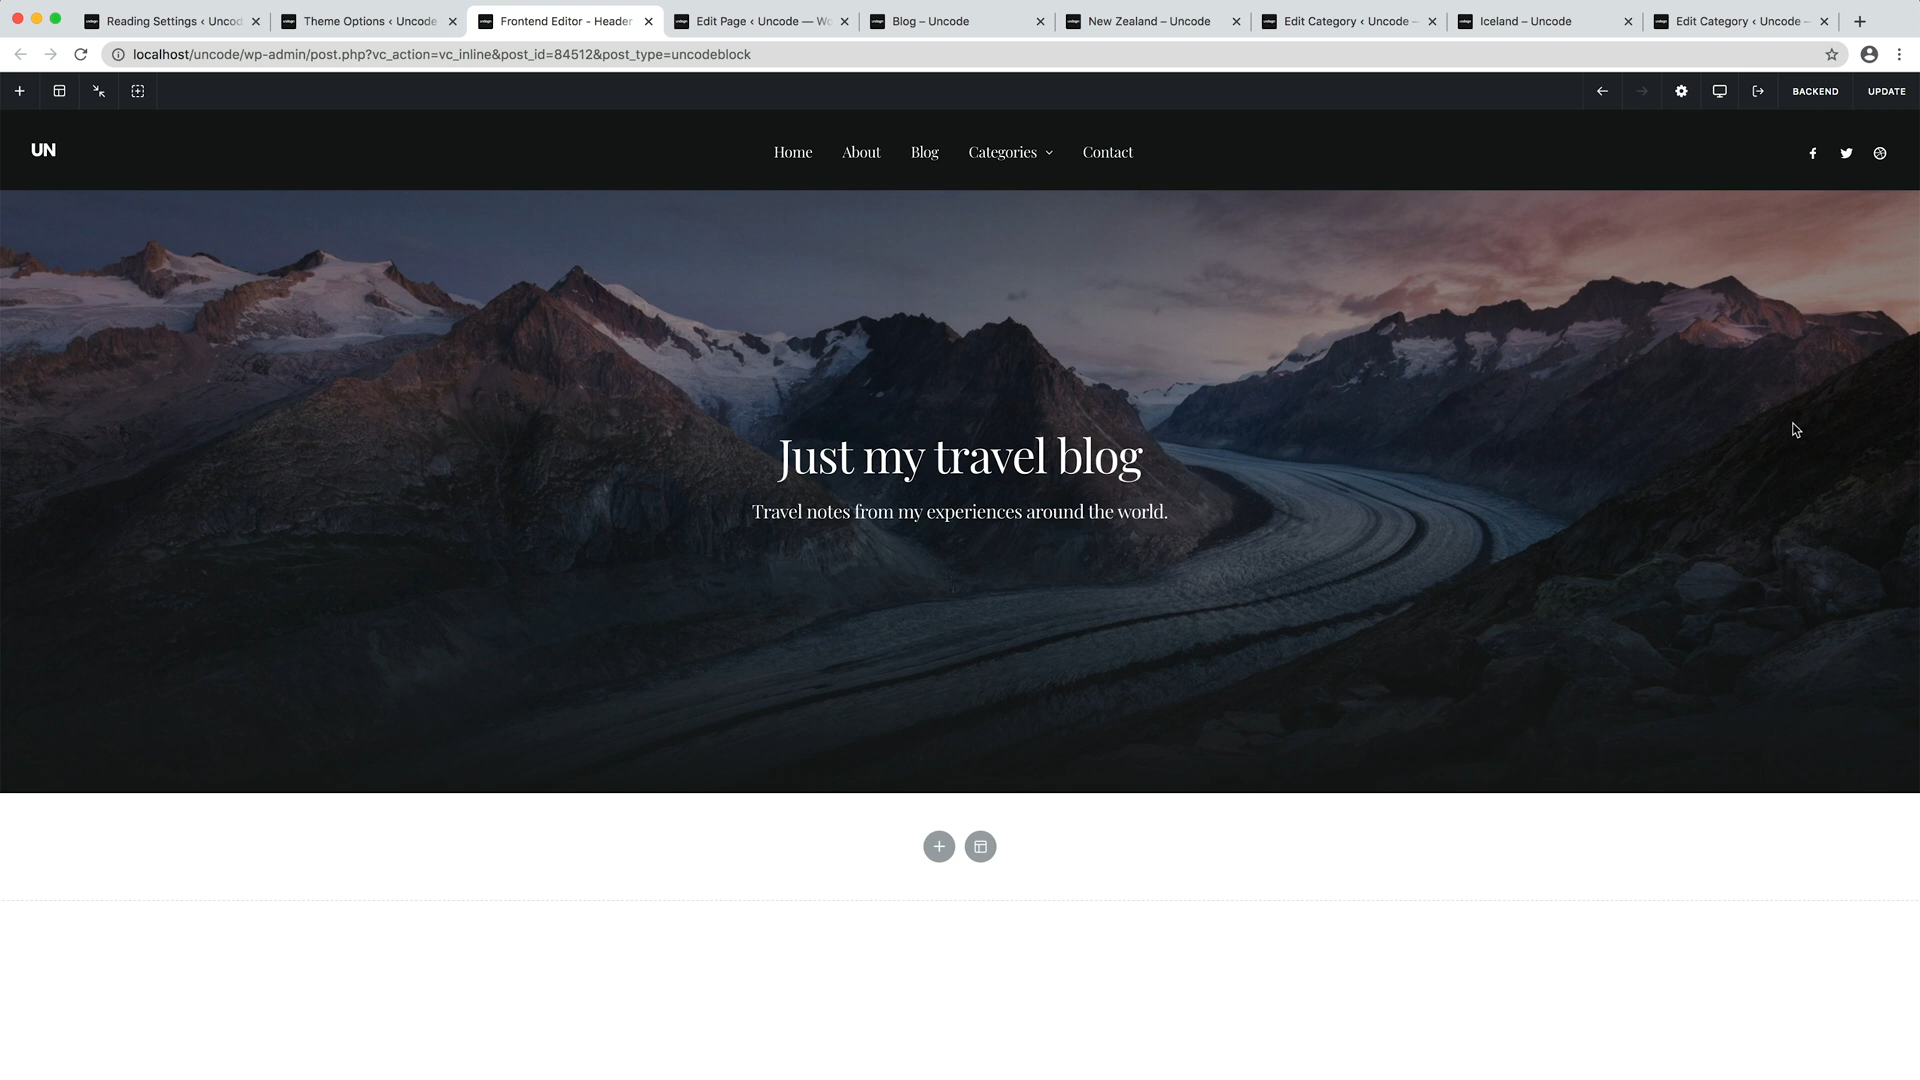 Reading Settings ‹ Uncod
Theme Options ‹ Uncode
Frontend Editor - Header
Edit Page ‹ Uncode — Wo
Blog – Uncode
New Zealand – Uncode
Edit Category ‹ Uncode –
Iceland – Uncode
Edit Category ‹ Uncode –
localhost/uncode/wp-admin/post.php?vc_action=vc_inline&post_id=84512&post_type=uncodeblock
BACKEND
UPDATE
UN
Home
About
Blog
Categories
Contact
Just my travel blog
Travel notes from my experiences around the world.